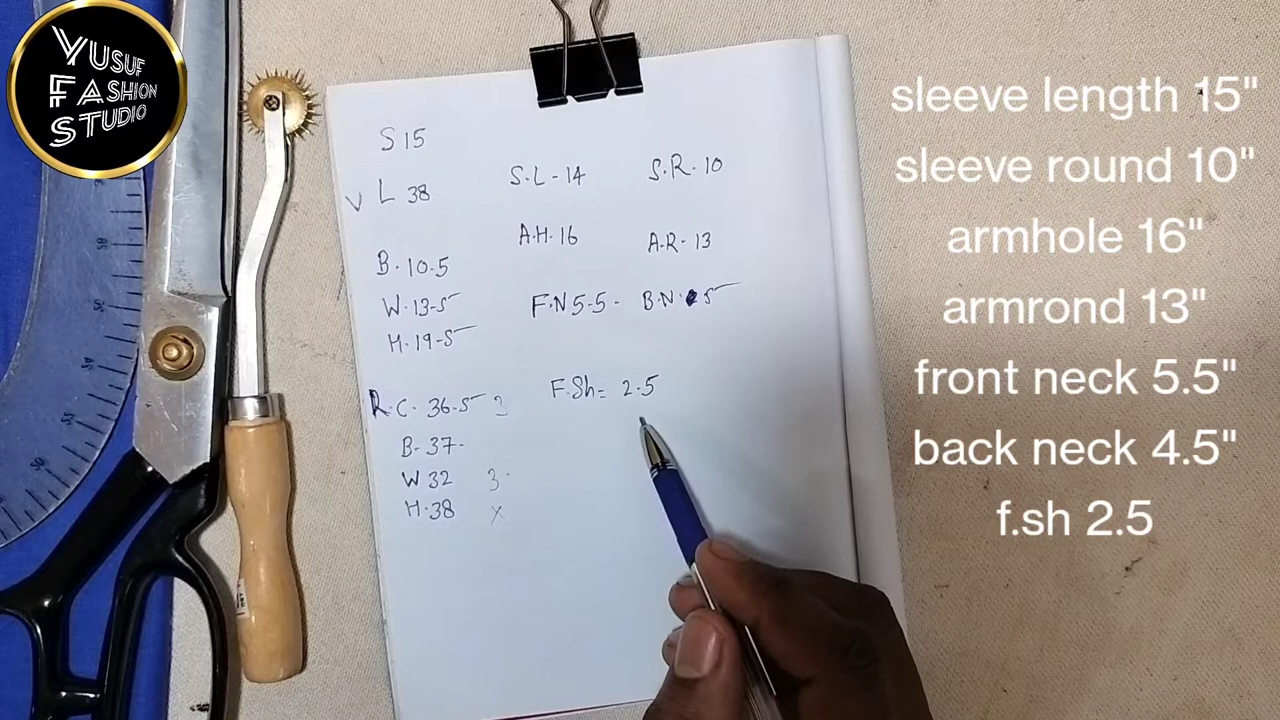 YUSUF
FASHION
STUDIO
S 15
V L 38
S.L-14
S.R.10
B.10.5
A.H.16
A.R-13
W.13-5
F.N 5-5-
B.N. 5
H.19-5
R.C. 36.5 3
F.Sh= 2.5
B-37-
W 32 3-
H.38 x
sleeve length 15"
sleeve round 10"
armhole 16"
armrond 13"
front neck 5.5"
back neck 4.5"
f.sh 2.5